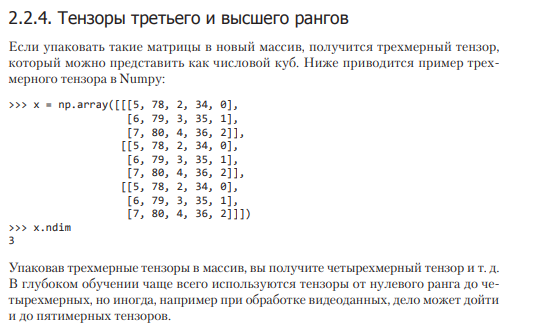 2.2.4. Тензоры третьего и высшего рангов
Если упаковать такие матрицы в новый массив, получится трехмерный тензор,
который можно представить как числовой куб. Ниже приводится пример трех-
мерного тензора в Numpy:
>>> x = np.array([[[5, 78, 2, 34, 0],
[6, 79, 3, 35, 1],
[7, 80, 4, 36, 2]],
[[5, 78, 2, 34, 0],
[6, 79, 3, 35, 1],
[7, 80, 4, 36, 2]],
[[5, 78, 2, 34, 0],
[6, 79, 3, 35, 1],
[7, 80, 4, 36, 2]]])
>>> x.ndim
3
Упаковав трехмерные тензоры в массив, вы получите четырехмерный тензор и т. д.
В глубоком обучении чаще всего используются тензоры от нулевого ранга до че-
тырехмерных, но иногда, например при обработке видеоданных, дело может дойти
и до пятимерных тензоров.